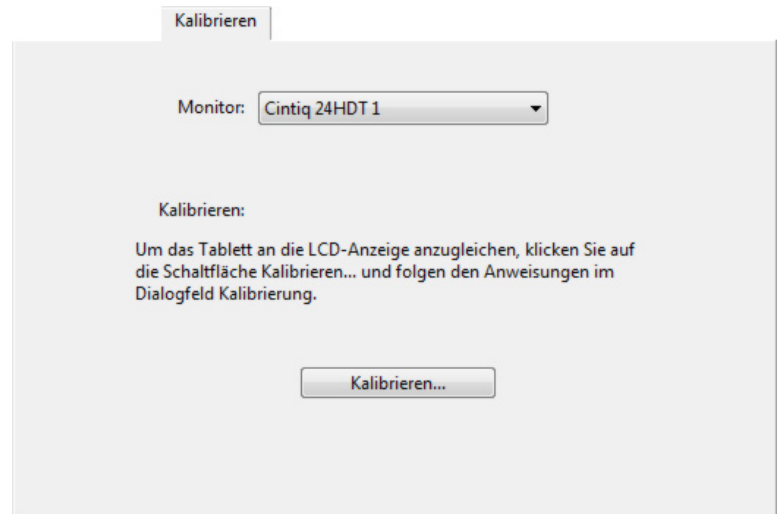 Kalibrieren
Monitor: Cintiq 24HDT 1
Kalibrieren:
Um das Tablett an die LCD-Anzeige anzugleichen, klicken Sie auf
die Schaltfläche Kalibrieren... und folgen den Anweisungen im
Dialogfeld Kalibrierung.
Kalibrieren...